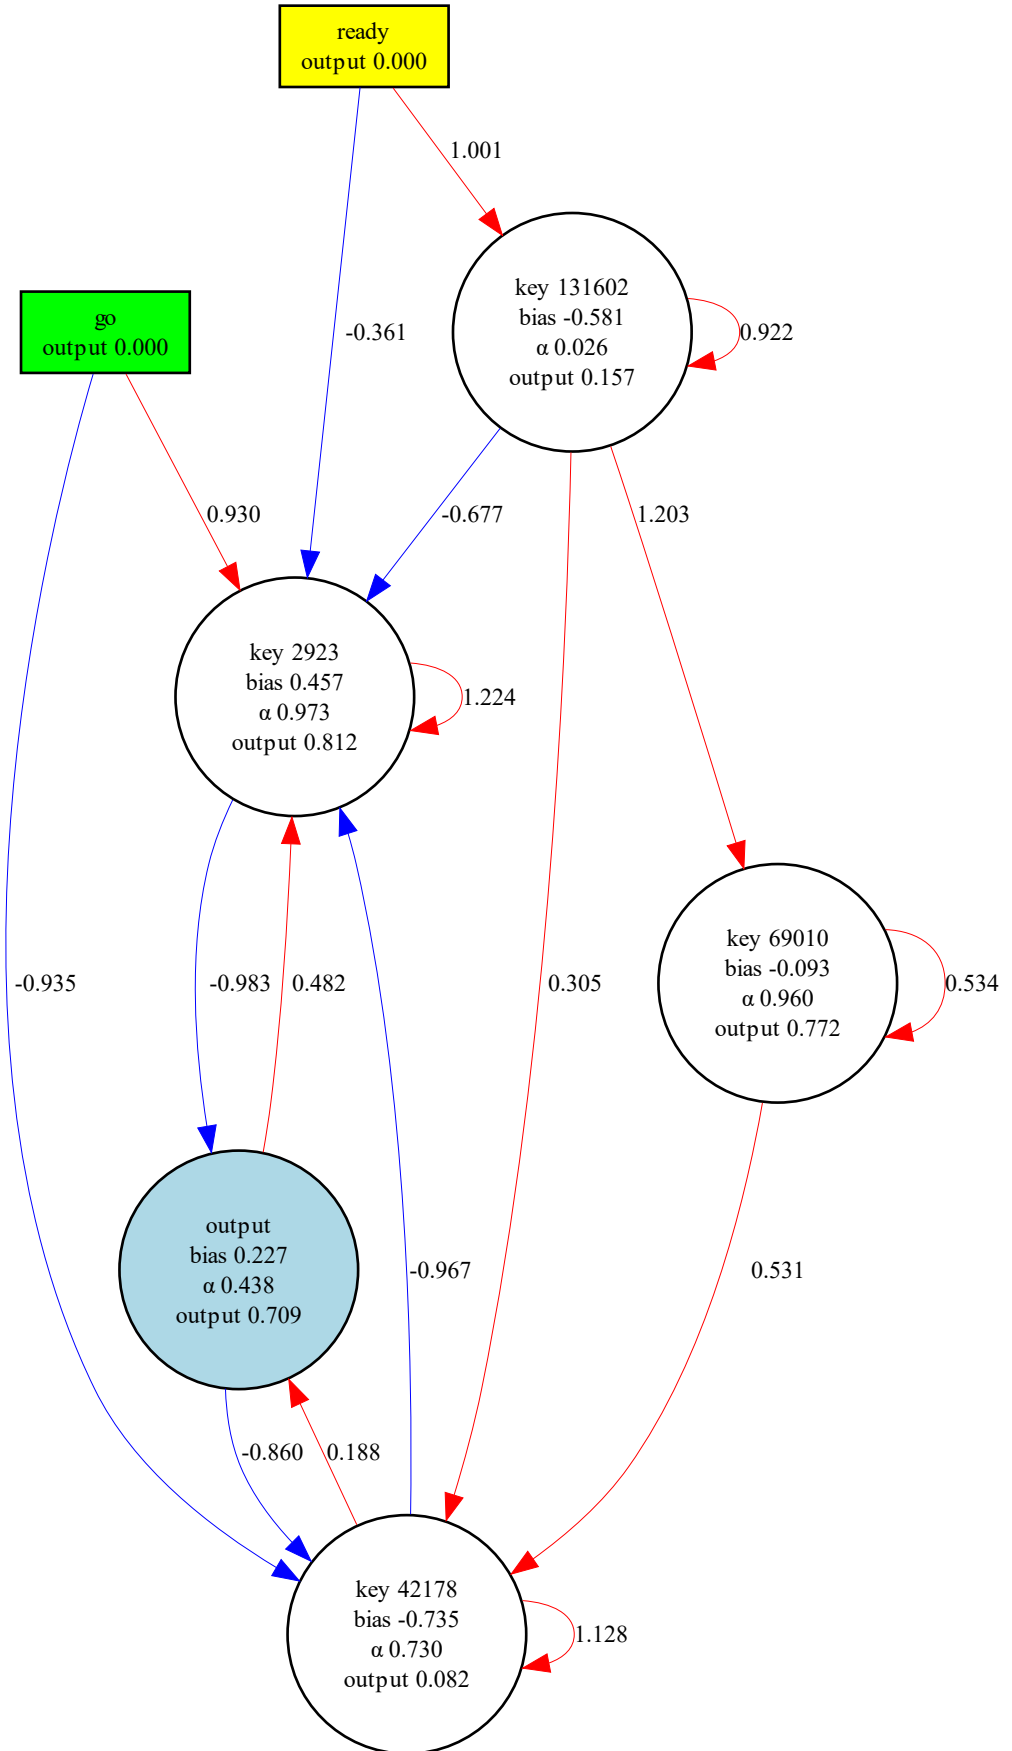 ready
output 0.000
1.001
go
output 0.000
key 131602
bias -0.581
α 0.026
output 0.157
0.922
-0.361
0.930
-0.677
1.203
key 2923
bias 0.457
α 0.973
output 0.812
1.224
-0.935
-0.983
0.482
0.305
key 69010
bias -0.093
α 0.960
output 0.772
0.534
output
bias 0.227
α 0.438
output 0.709
-0.967
0.531
-0.860
0.188
key 42178
bias -0.735
α 0.730
output 0.082
1.128